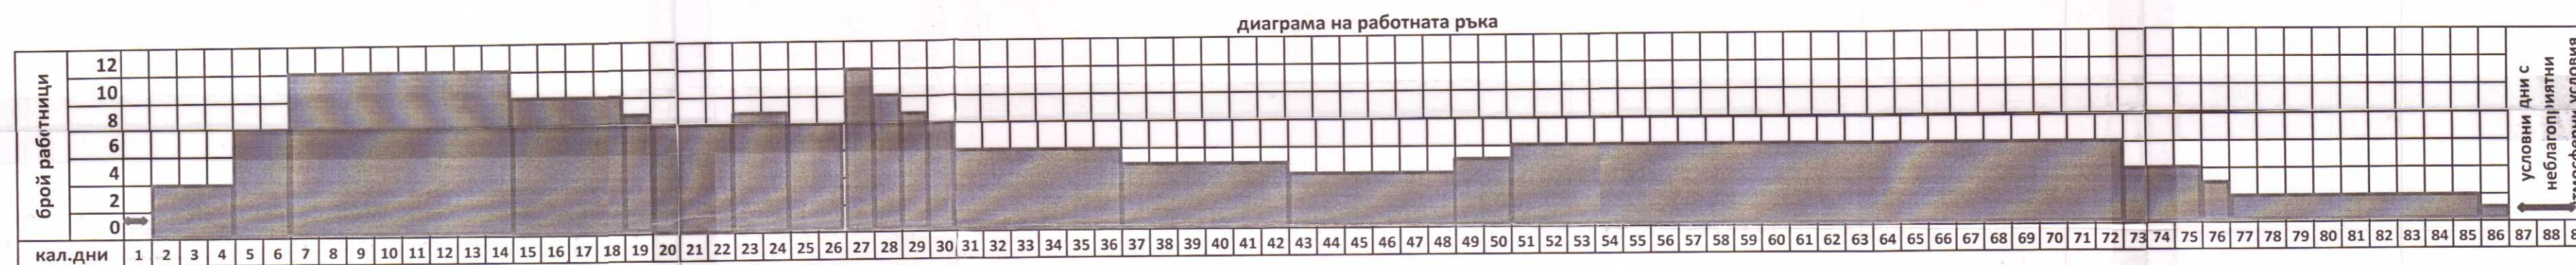 диаграма на работната ръка
брой работници
12
10
8
6
4
2
0
условни дни с
неблагоприятни
атмосферни условия
кал.дни 1 2 3 4 5 6 7 8 9 10 11 12 13 14 15 16 17 18 19 20 21 22 23 24 25 26 27 28 29 30 31 32 33 34 35 36 37 38 39 40 41 42 43 44 45 46 47 48 49 50 51 52 53 54 55 56 57 58 59 60 61 62 63 64 65 66 67 68 69 70 71 72 73 74 75 76 77 78 79 80 81 82 83 84 85 86 87 88